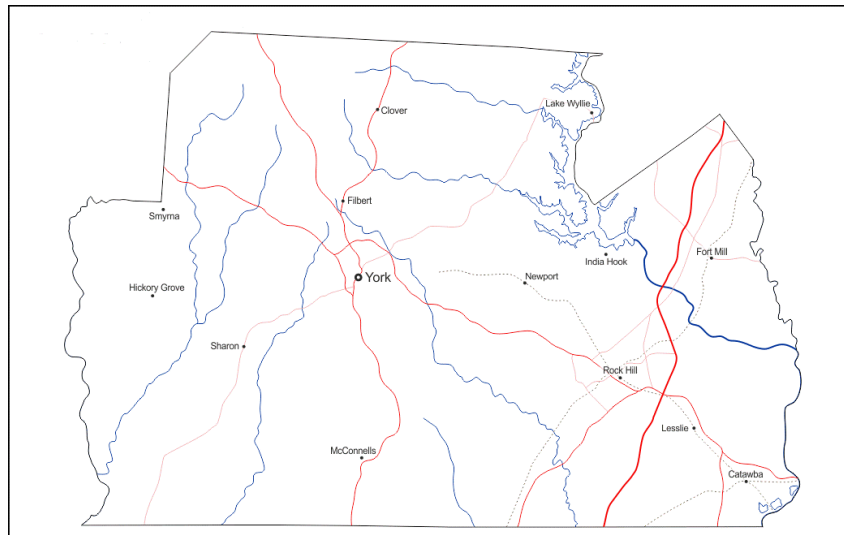 Lake Wyllie
Clover
Filbert
Smyrna
Fort Mill
India Hook
York
Newport
Hickory Grove
Sharon
Rock Hill
Lesslie
McConnells
Catawba